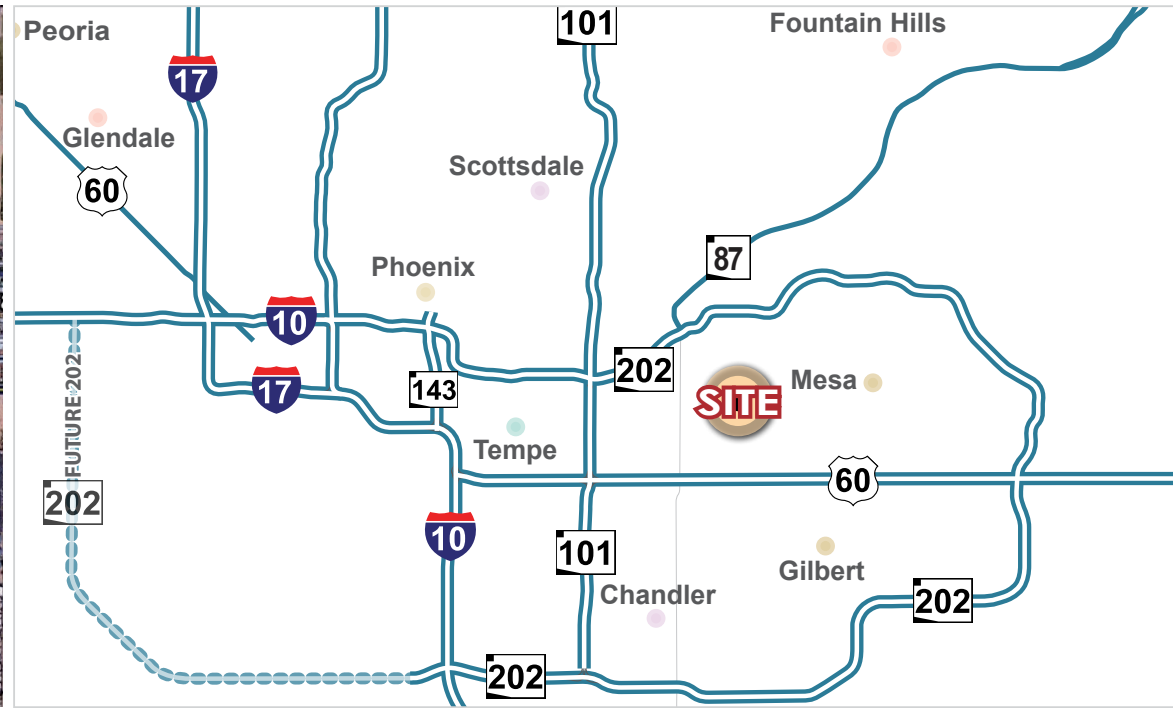 101
Peoria
Fountain Hills
17
Glendale
Scottsdale
60
87
Phoenix
10
202
143
17
Mesa
SITE
FUTURE 202
Tempe
60
202
10
101
Gilbert
Chandler
202
202